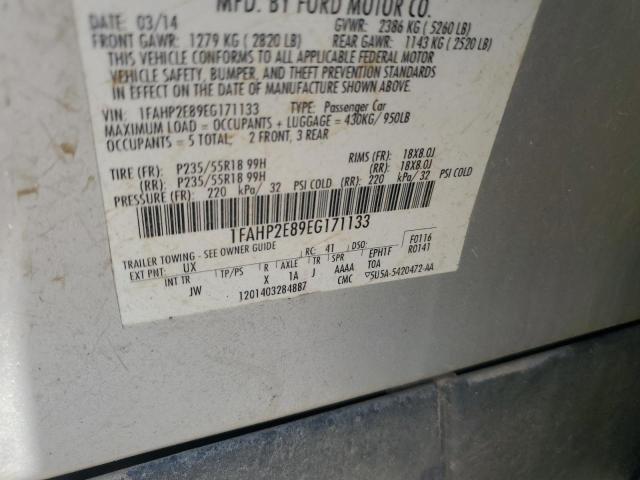 MFD. BY FORD MOTOR CO.
DATE: 03/14 GVWR: 2386 KG ( 5260 LB)
FRONT GAWR: 1279 KG ( 2820 LB) REAR GAWR: 1143 KG ( 2520 LB)
THIS VEHICLE CONFORMS TO ALL APPLICABLE FEDERAL MOTOR
VEHICLE SAFETY, BUMPER, AND THEFT PREVENTION STANDARDS
IN EFFECT ON THE DATE OF MANUFACTURE SHOWN ABOVE.
VIN: 1FAHP2E89EG171133 TYPE: Passenger Car
MAXIMUM LOAD = OCCUPANTS + LUGGAGE = 430KG/ 950LB
OCCUPANTS = 5 TOTAL; 2 FRONT, 3 REAR
TIRE (FR): P235/55R18 99H RIMS (FR): 18X8.0J
(RR): P235/55R18 99H (RR): 18X8.0J
PRESSURE (FR): 220 kPa/ 32 PSI COLD (RR): 220 kPa/ 32 PSI COLD
1FAHP2E89EG171133
TRAILER TOWING - SEE OWNER GUIDE F0116
EXT PNT: UX RC: 41 DSO: R0141
INT TR TP/PS R AXLE TR SPR EPH1F
JW X 1A J AAAA TOA
1201403284887 CMC 5U5A-5420472-AA